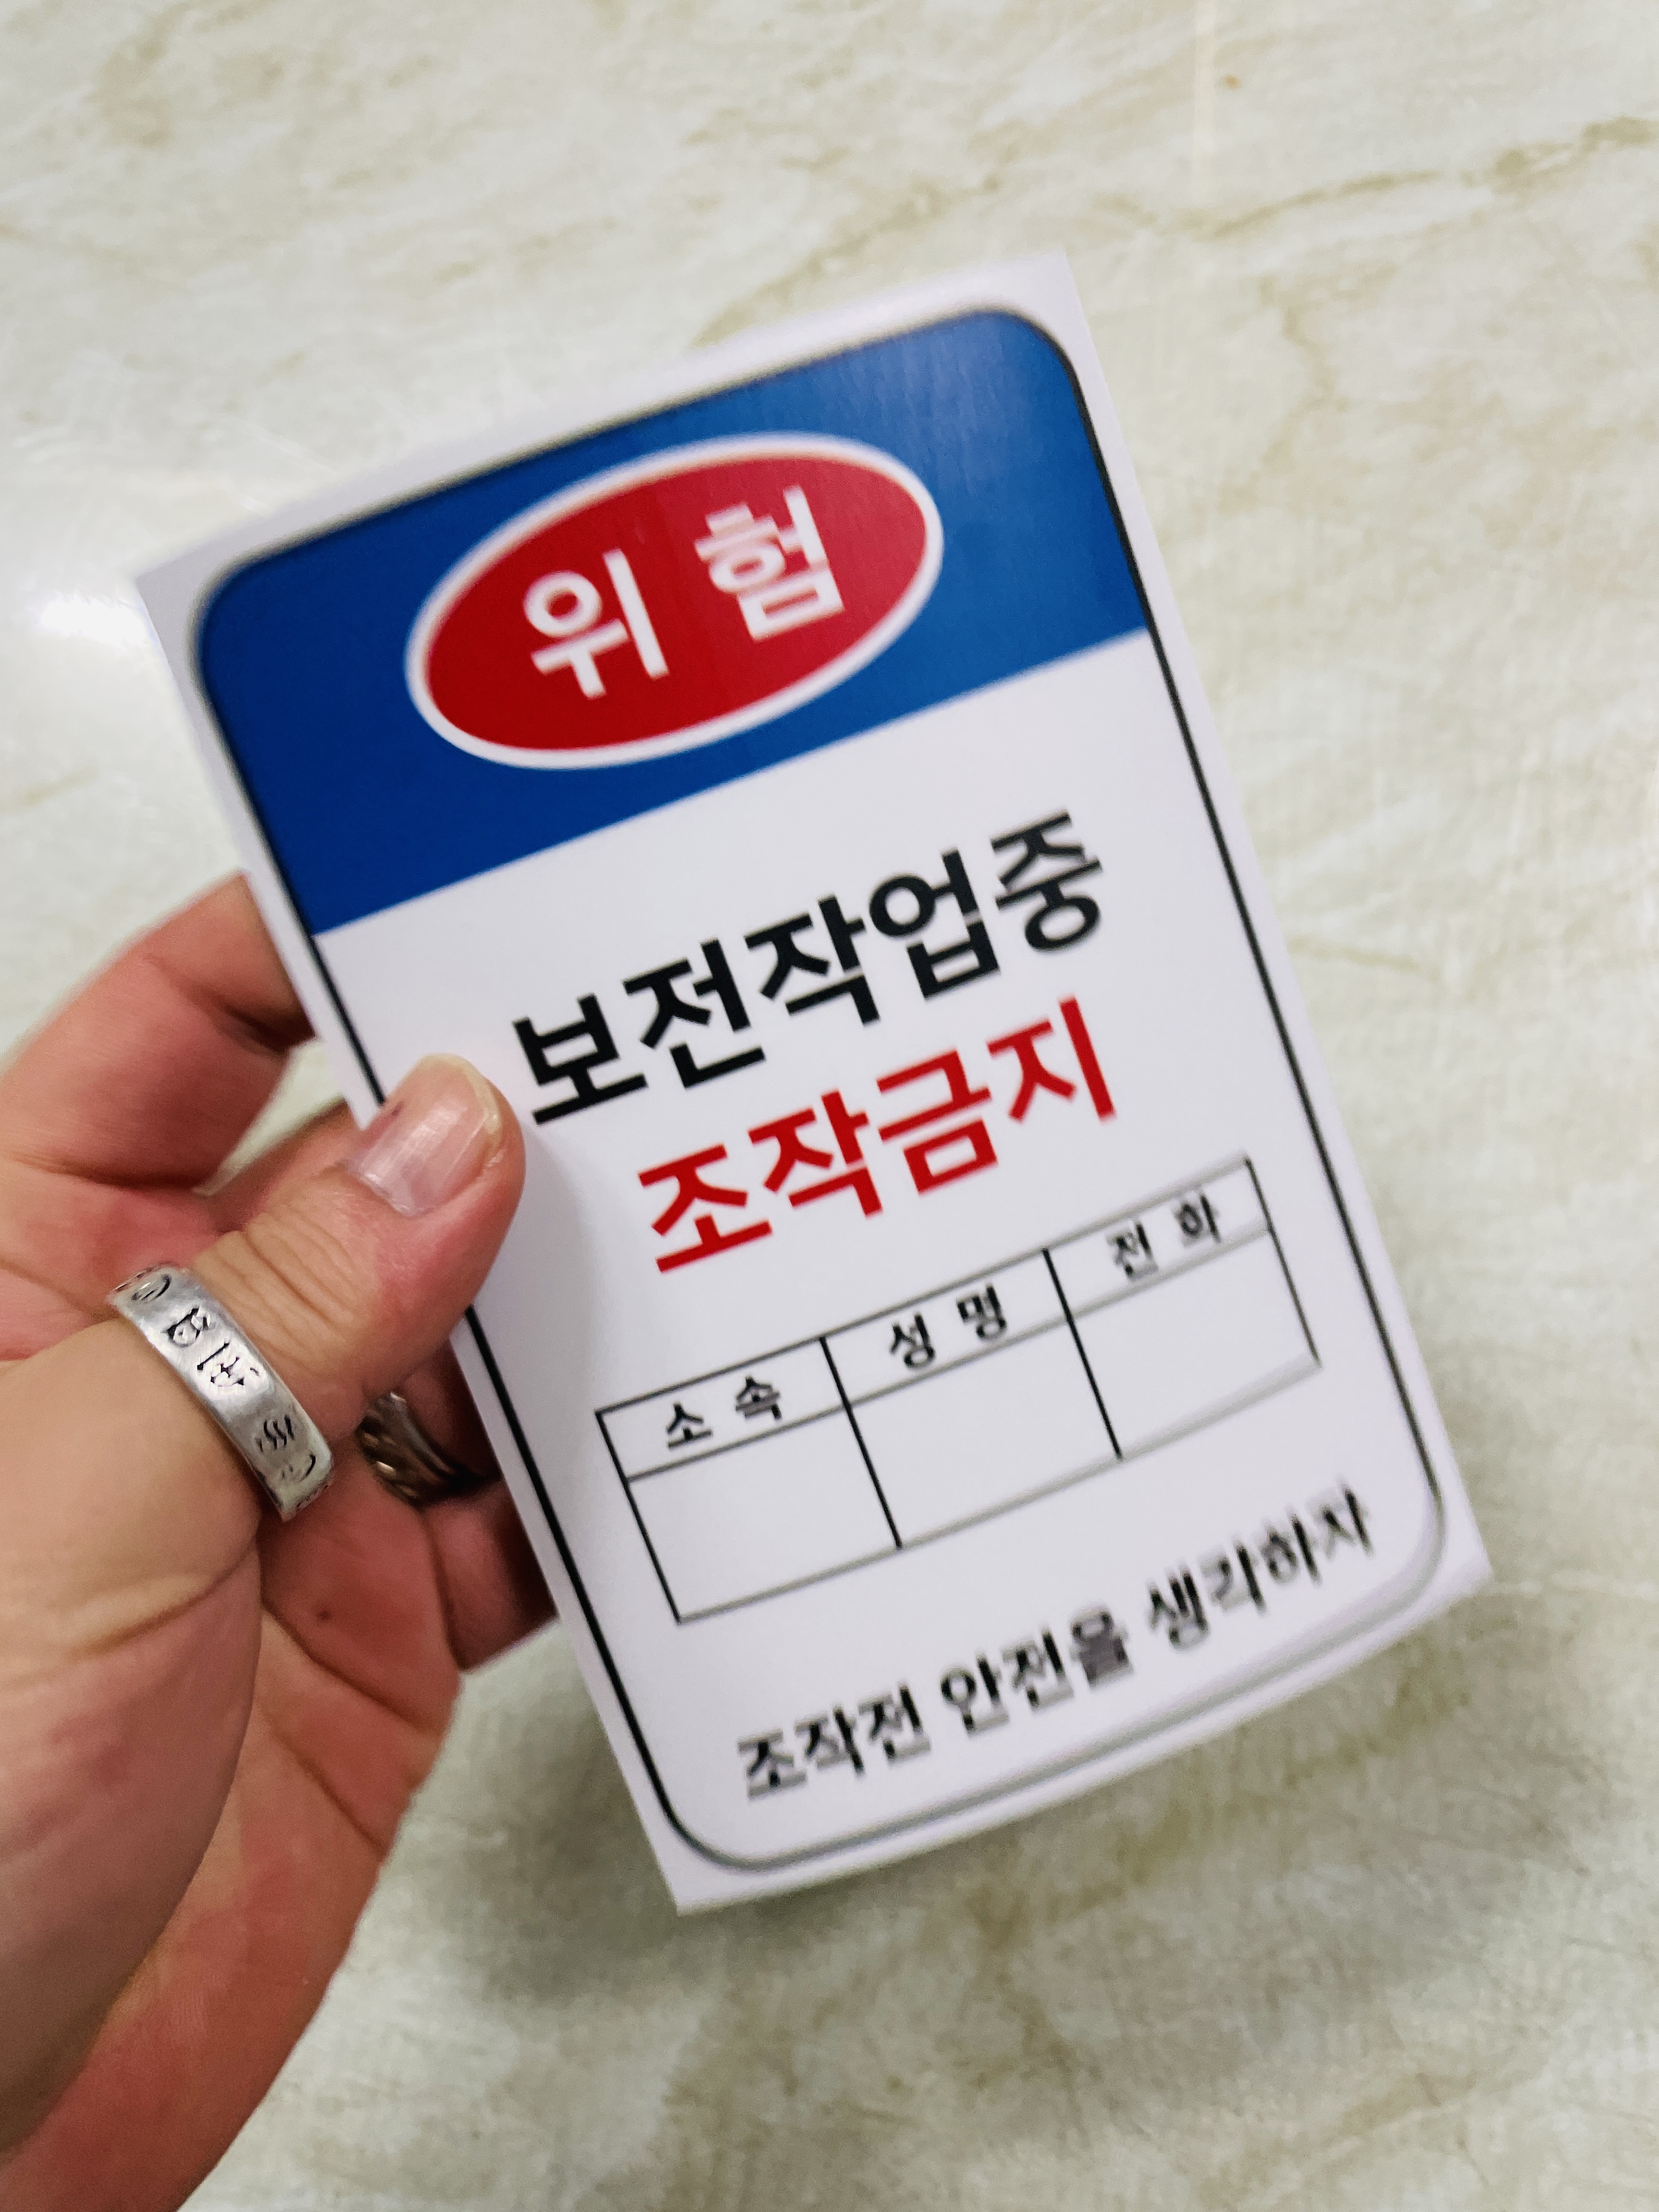 위 험
보전작업중
조작금지
소 속 성 명 전 화
조작전 안전을 생각하자